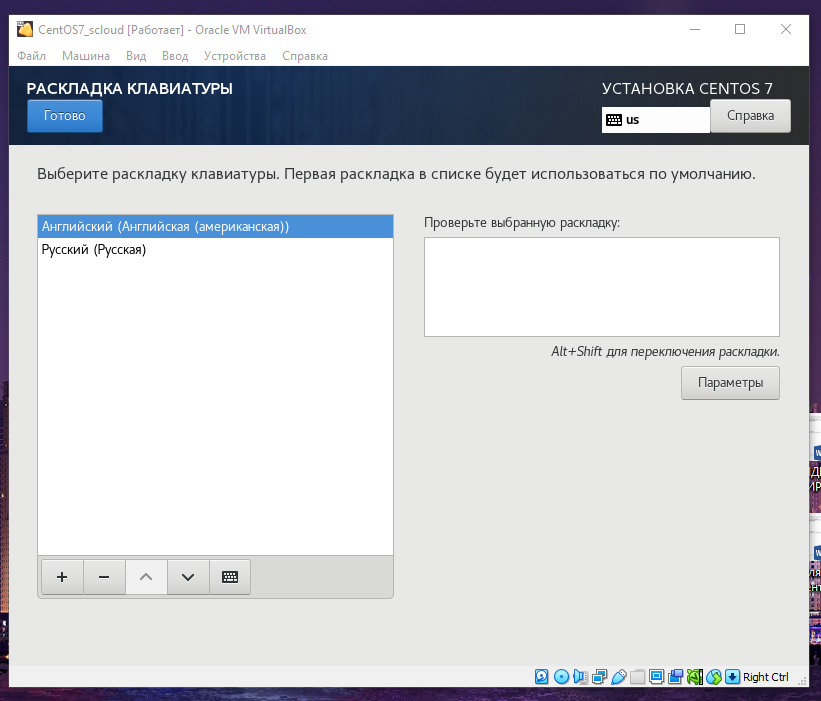 CentOS7_scloud [Работает] - Oracle VM VirtualBox
Файл Машина Вид Ввод Устройства Справка
РАСКЛАДКА КЛАВИАТУРЫ
УСТАНОВКА CENTOS 7
Готово
us
Справка
Выберите раскладку клавиатуры. Первая раскладка в списке будет использоваться по умолчанию.
Английский (Английская (американская))
Русский (Русская)
Проверьте выбранную раскладку:
Alt+Shift для переключения раскладки.
Параметры
Right Ctrl